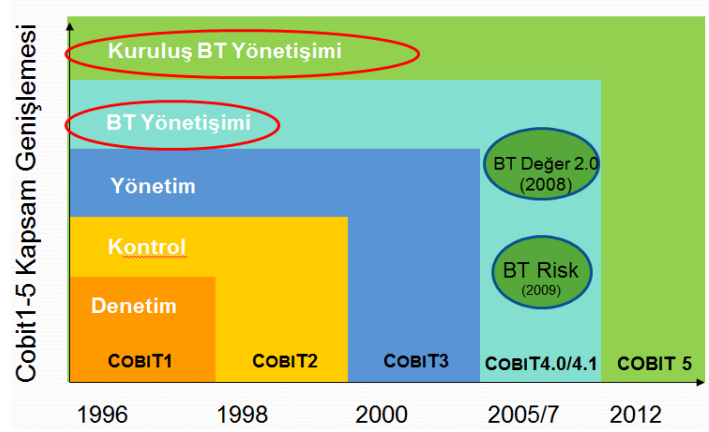 Cobit1-5 Kapsam Genişlemesi
Kuruluş BT Yönetişimi
BT Yönetişimi
BT Değer 2.0
(2008)
Yönetim
Kontrol
BT Risk
(2009)
Denetim
COBIT1
COBIT2
COBIT3
COBIT4.0/4.1
COBIT 5
1996
1998
2000
2005/7
2012